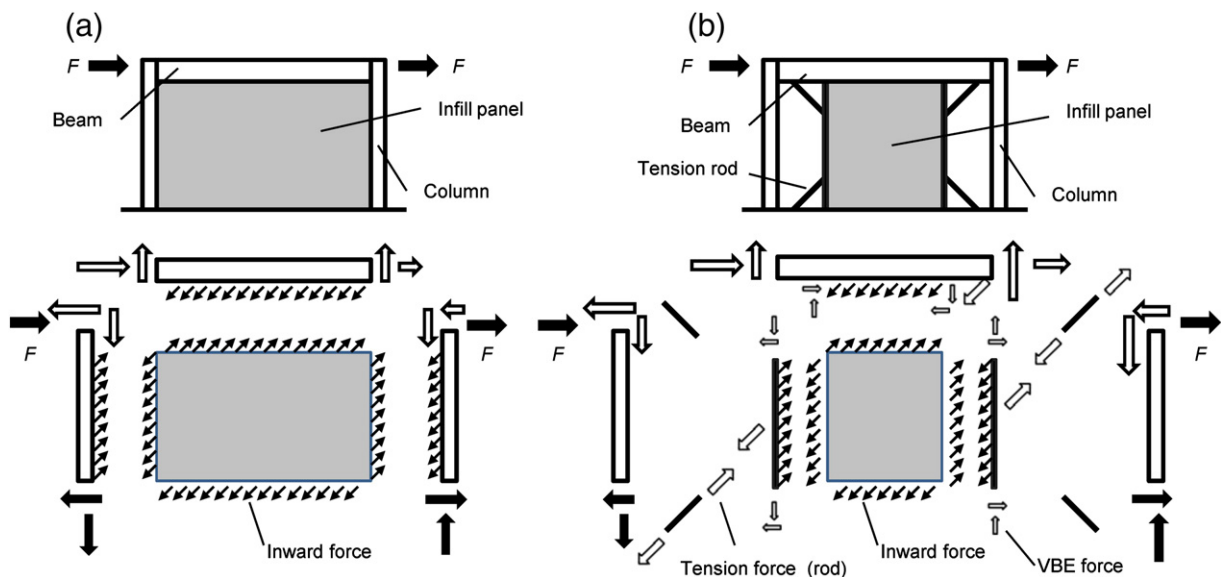 (a)
F
F
Beam
Infill panel
Column
F
F
Inward force
(b)
F
F
Beam
Infill panel
Tension rod
Column
F
F
Tension force (rod)
Inward force
VBE force